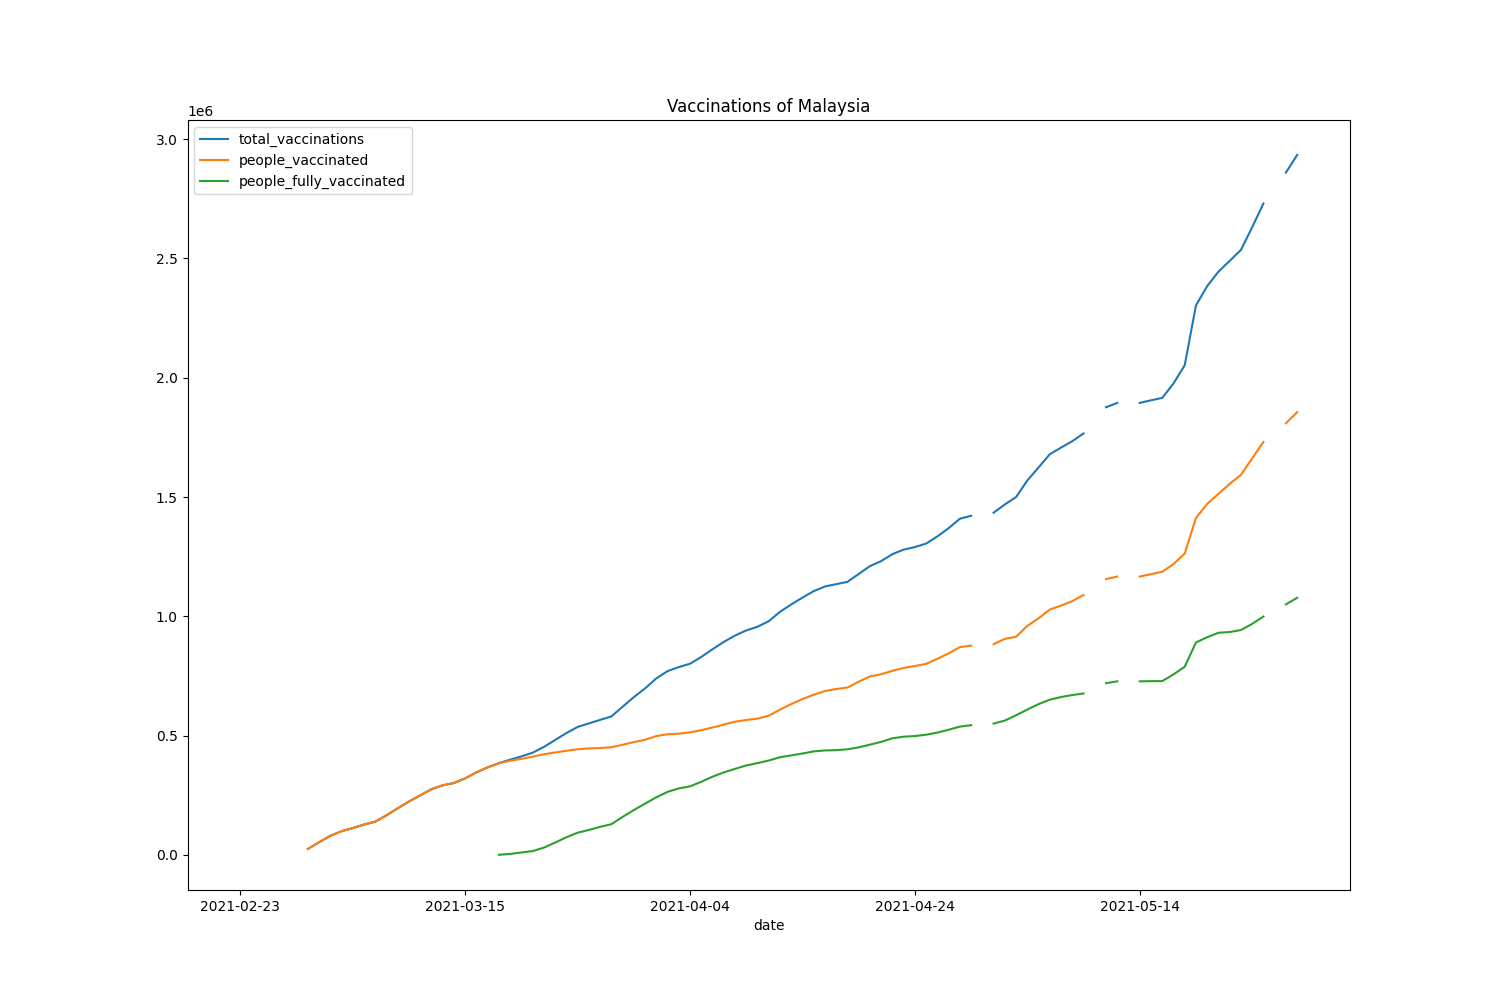 Vaccinations of Malaysia
1e6
total_vaccinations
people_vaccinated
people_fully_vaccinated
3.0
2.5
2.0
1.5
1.0
0.5
0.0
2021-02-23 2021-03-15 2021-04-04 2021-04-24 2021-05-14
date